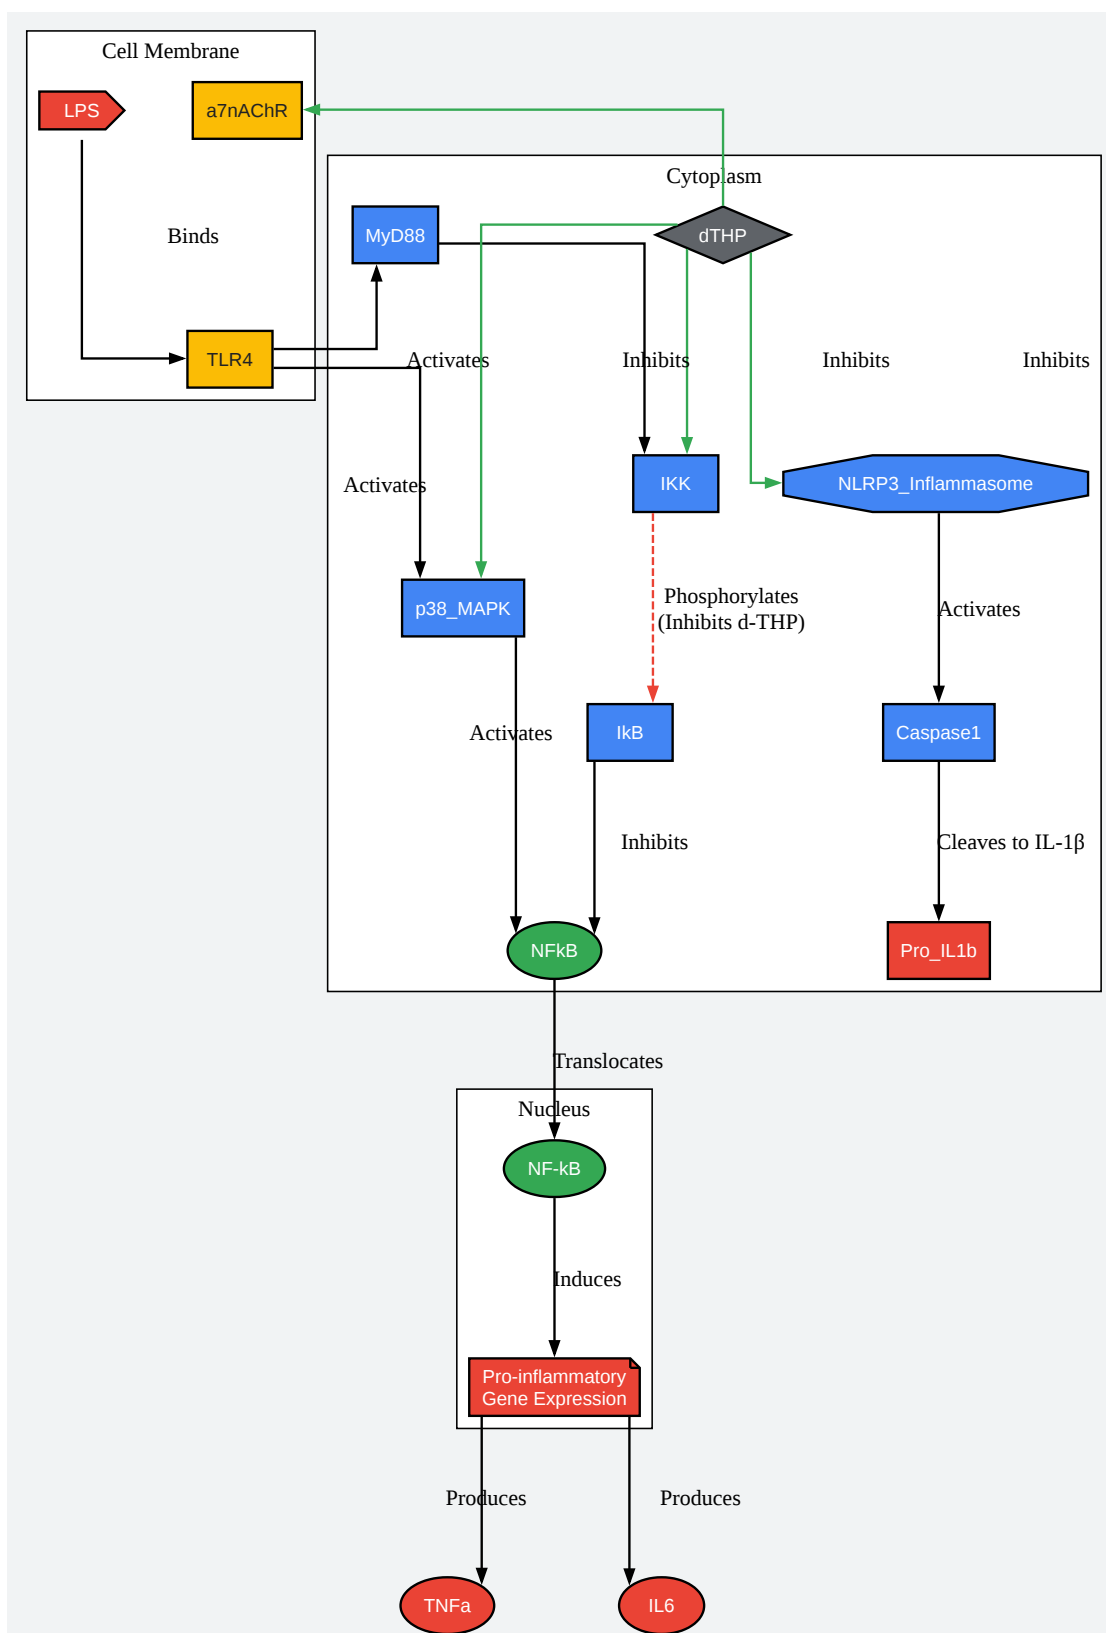 Cell Membrane
LPS
a7nAChR
Cytoplasm
Binds
MyD88
dTHP
TLR4
Activates
Inhibits
Inhibits
Inhibits
Activates
IKK
NLRP3_Inflammasome
p38_MAPK
Phosphorylates
(Inhibits d-THP)
Activates
Activates
IkB
Caspase1
Inhibits
Cleaves to IL-1β
NFkB
Pro_IL1b
Translocates
Nucleus
NF-kB
Induces
Pro-inflammatory
Gene Expression
Produces
Produces
TNFa
IL6